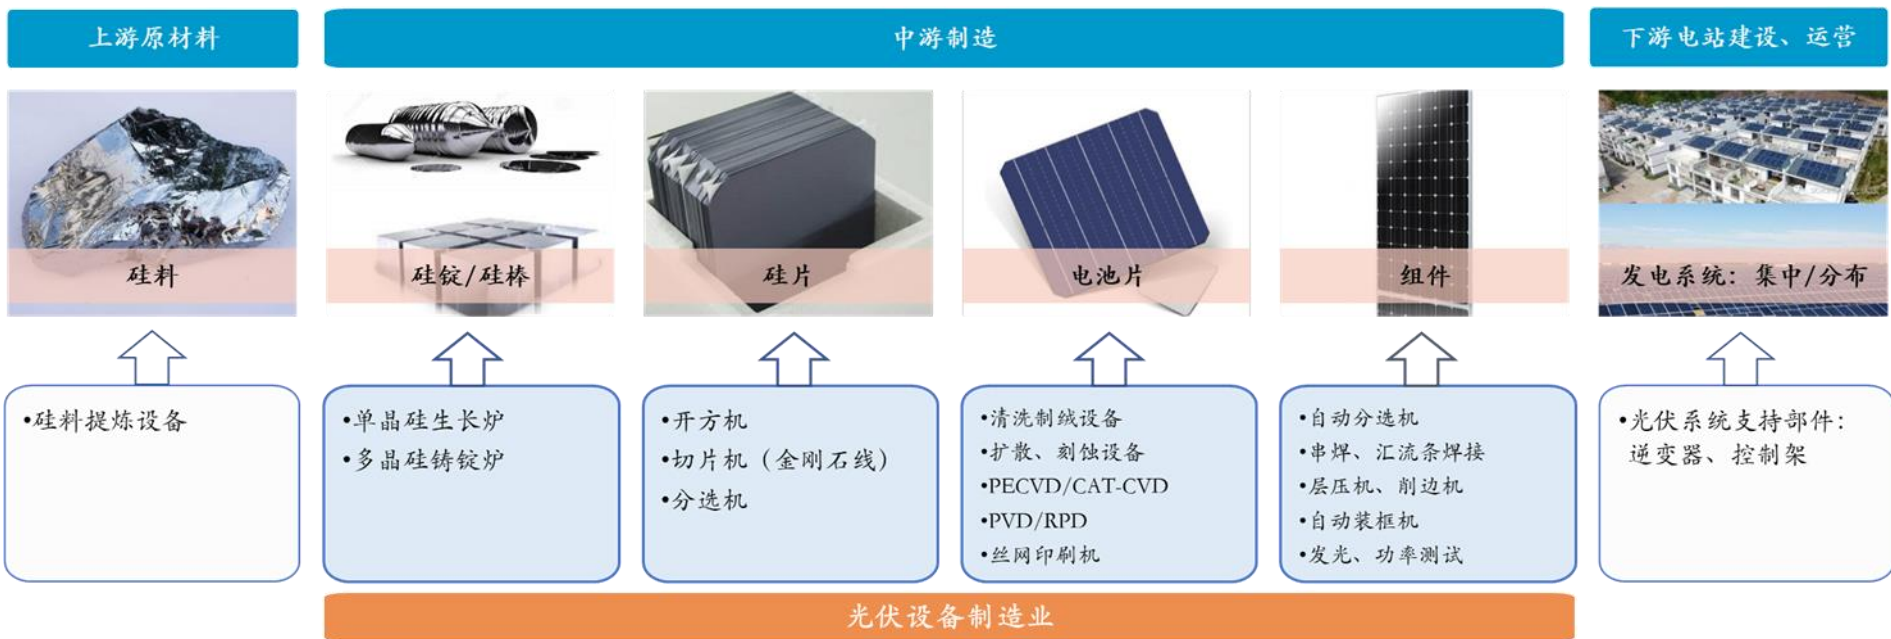 上游原材料
中游制造
下游电站建设、运营
硅料
硅锭/硅棒
硅片
电池片
组件
发电系统：集中/分布
•硅料提炼设备
•单晶硅生长炉
•多晶硅铸锭炉
•开方机
•切片机（金刚石线）
•分选机
•清洗制绒设备
•扩散、刻蚀设备
•PECVD/CAT-CVD
•PVD/RPD
•丝网印刷机
•自动分选机
•串焊、汇流条焊接
•层压机、削边机
•自动装框机
•发光、功率测试
•光伏系统支持部件：
逆变器、控制架
光伏设备制造业